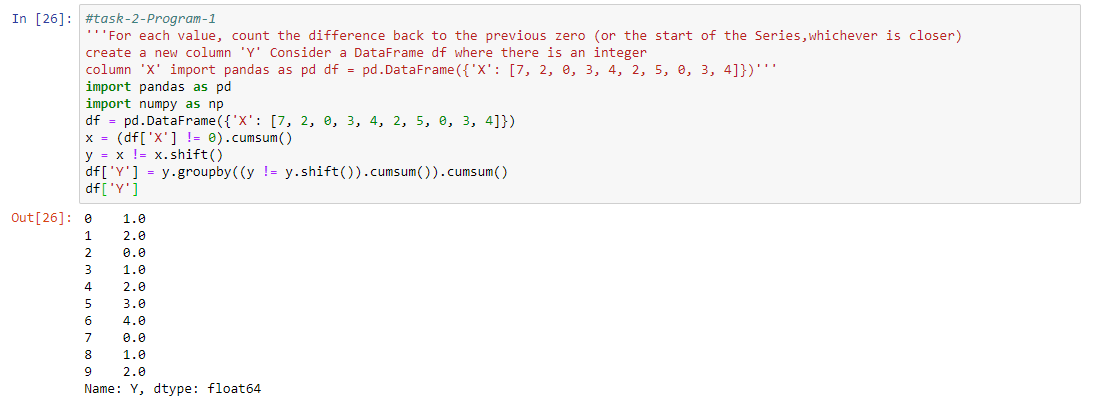 In [26]: #task-2-Program-1
'''For each value, count the difference back to the previous zero (or the start of the Series,whichever is closer)
create a new column 'Y' Consider a DataFrame df where there is an integer
column 'X' import pandas as pd df = pd.DataFrame({'X': [7, 2, 0, 3, 4, 2, 5, 0, 3, 4]})'''
import pandas as pd
import numpy as np
df = pd.DataFrame({'X': [7, 2, 0, 3, 4, 2, 5, 0, 3, 4]})
x = (df['X'] != 0).cumsum()
y = x != x.shift()
df['Y'] = y.groupby((y != y.shift()).cumsum()).cumsum()
df['Y']
Out[26]: 0    1.0
1    2.0
2    0.0
3    1.0
4    2.0
5    3.0
6    4.0
7    0.0
8    1.0
9    2.0
Name: Y, dtype: float64